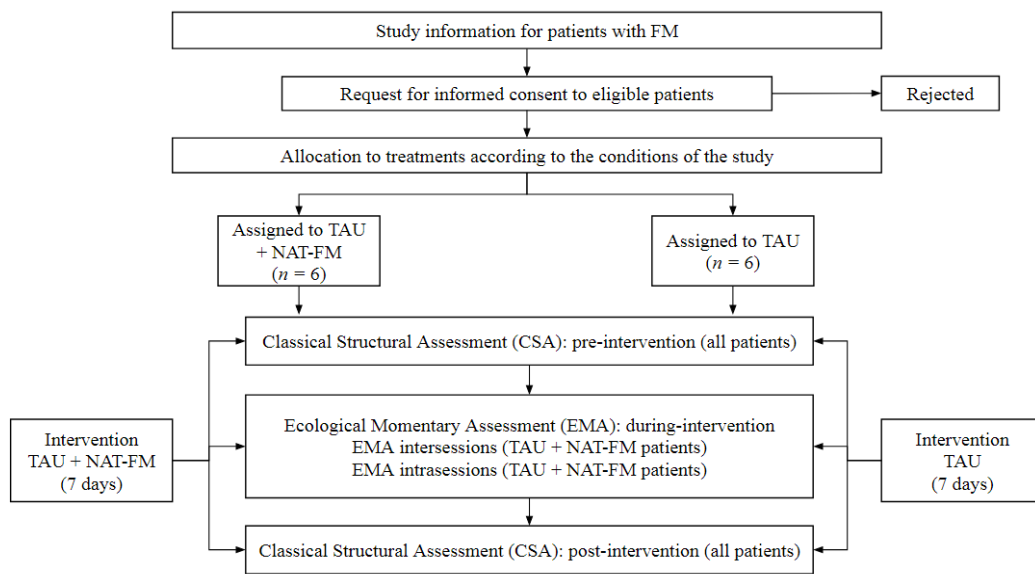 Study information for patients with FM
Request for informed consent to eligible patients
Rejected
Allocation to treatments according to the conditions of the study
Assigned to TAU
+ NAT-FM
(n = 6)
Assigned to TAU
(n = 6)
Classical Structural Assessment (CSA): pre-intervention (all patients)
Intervention
TAU + NAT-FM
(7 days)
Ecological Momentary Assessment (EMA): during-intervention
EMA intersessions (TAU + NAT-FM patients)
EMA intrasessions (TAU + NAT-FM patients)
Intervention
TAU
(7 days)
Classical Structural Assessment (CSA): post-intervention (all patients)